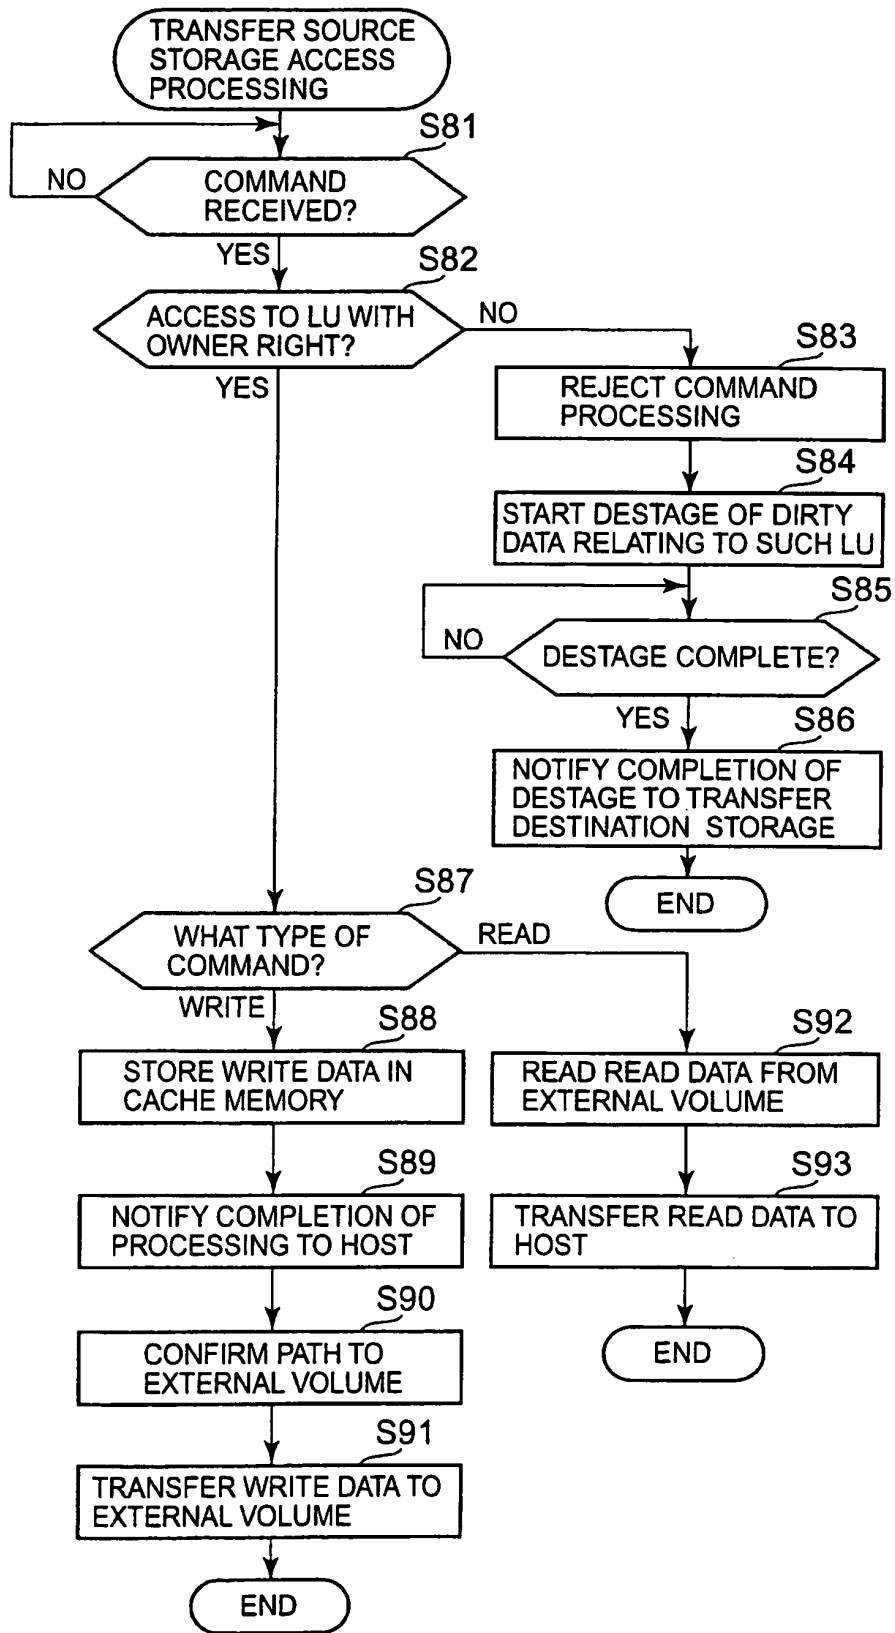 TRANSFER SOURCE
STORAGE ACCESS
PROCESSING
S81
NO
COMMAND
RECEIVED?
YES
S82
ACCESS TO LU WITH
OWNER RIGHT?
NO
YES
S83
REJECT COMMAND
PROCESSING
S84
START DESTAGE OF DIRTY
DATA RELATING TO SUCH LU
S85
NO
DESTAGE COMPLETE?
YES
S86
NOTIFY COMPLETION OF
DESTAGE TO TRANSFER
DESTINATION STORAGE
END
S87
WHAT TYPE OF
COMMAND?
READ
WRITE
S88
STORE WRITE DATA IN
CACHE MEMORY
S89
NOTIFY COMPLETION OF
PROCESSING TO HOST
S90
CONFIRM PATH TO
EXTERNAL VOLUME
S91
TRANSFER WRITE DATA TO
EXTERNAL VOLUME
END
S92
READ READ DATA FROM
EXTERNAL VOLUME
S93
TRANSFER READ DATA TO
HOST
END